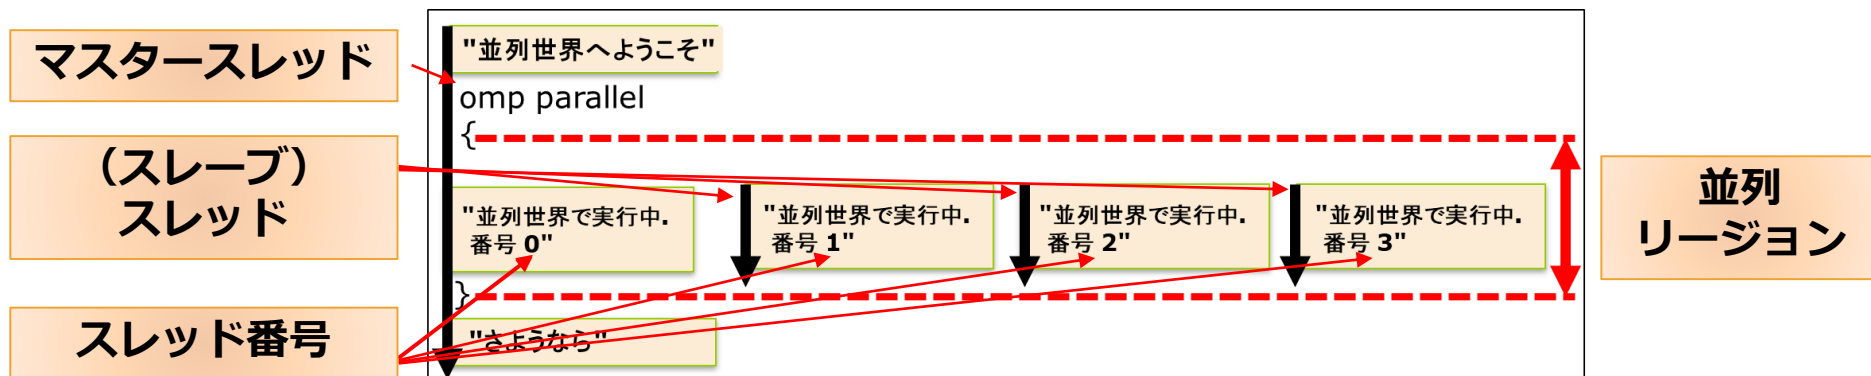 マスタースレッド
（スレーブ）
スレッド
スレッド番号
"並列世界へようこそ"
omp parallel
{
"並列世界で実行中.
番号 0"
"並列世界で実行中.
番号 1"
"並列世界で実行中.
番号 2"
"並列世界で実行中.
番号 3"
}
"さようなら"
並列
リージョン